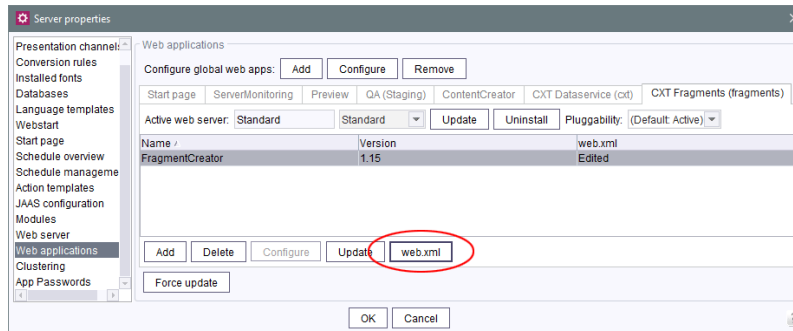 Server properties
Presentation channels
Conversion rules
Installed fonts
Databases
Language templates
Webstart
Start page
Schedule overview
Schedule manageme
Action templates
JAAS configuration
Modules
Web server
Web applications
Clustering
App Passwords
Web applications
Configure global web apps: Add Configure Remove
Start page ServerMonitoring Preview QA (Staging) ContentCreator CXT Dataservice (cxt) CXT Fragments (fragments)
Active web server: Standard Standard Update Uninstall Pluggability: (Default: Active)
Name Version web.xml
FragmentCreator 1.15 Edited
Add Delete Configure Update web.xml
Force update
OK Cancel